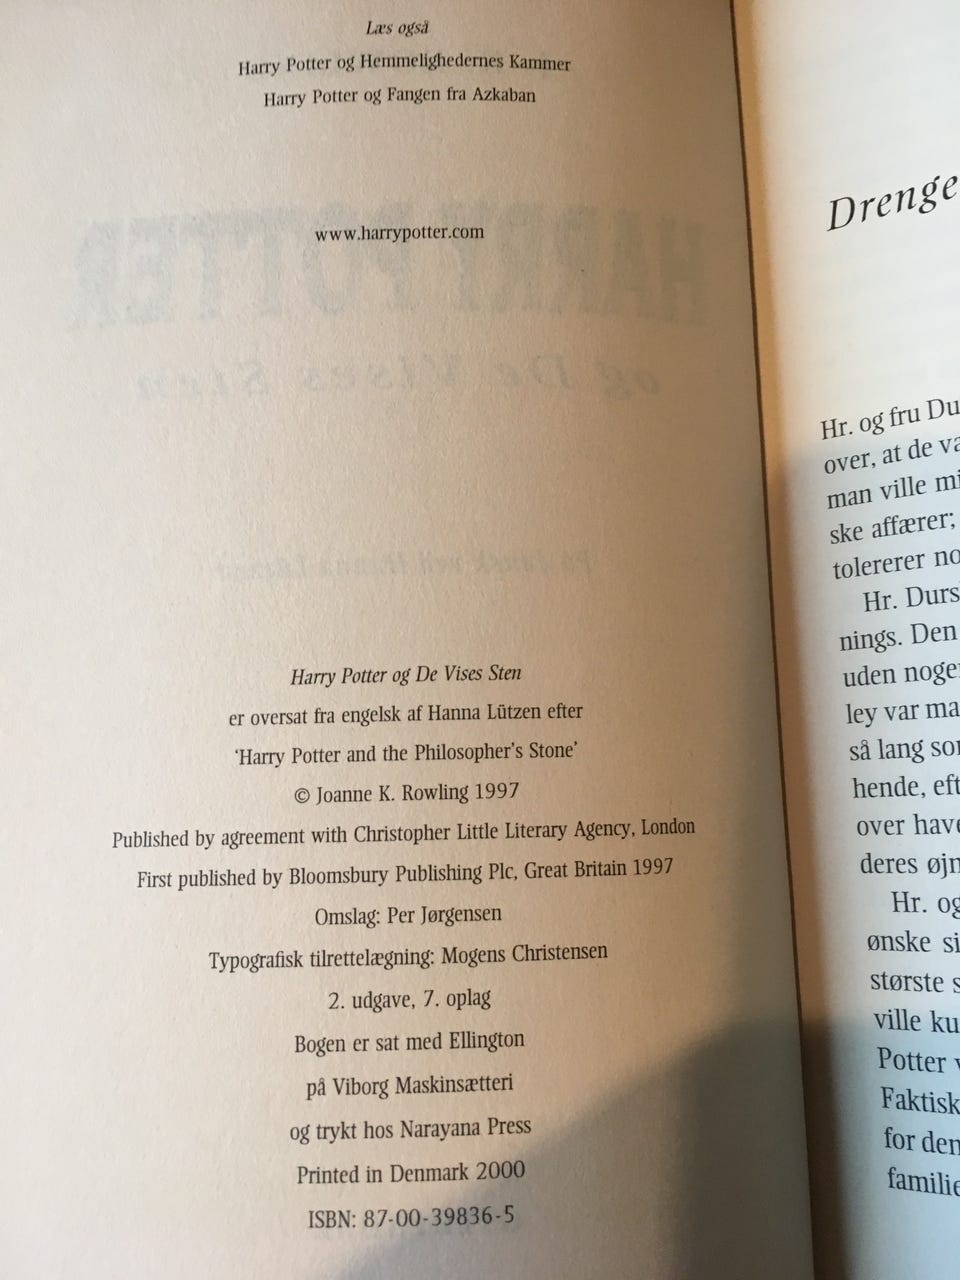 Læs også
Harry Potter og Hemmelighedernes Kammer
Harry Potter og Fangen fra Azkaban
www.harrypotter.com
Harry Potter og De Vises Sten
er oversat fra engelsk af Hanna Lützen efter
‘Harry Potter and the Philosopher’s Stone’
© Joanne K. Rowling 1997
Published by agreement with Christopher Little Literary Agency, London
First published by Bloomsbury Publishing Plc, Great Britain 1997
Omslag: Per Jørgensen
Typografisk tilrettelægning: Mogens Christensen
2. udgave, 7. oplag
Bogen er sat med Ellington
på Viborg Maskinsætteri
og trykt hos Narayana Press
Printed in Denmark 2000
ISBN: 87-00-39836-5
Drenge
Hr. og fru Du
over, at de va
man ville mi
ske affærer;
tolererer no
Hr. Durs
nings. Den
uden noge
ley var ma
så lang so
hende, eft
over have
deres øjn
Hr. og
ønske si
største s
ville ku
Potter v
Faktisk
for den
familie